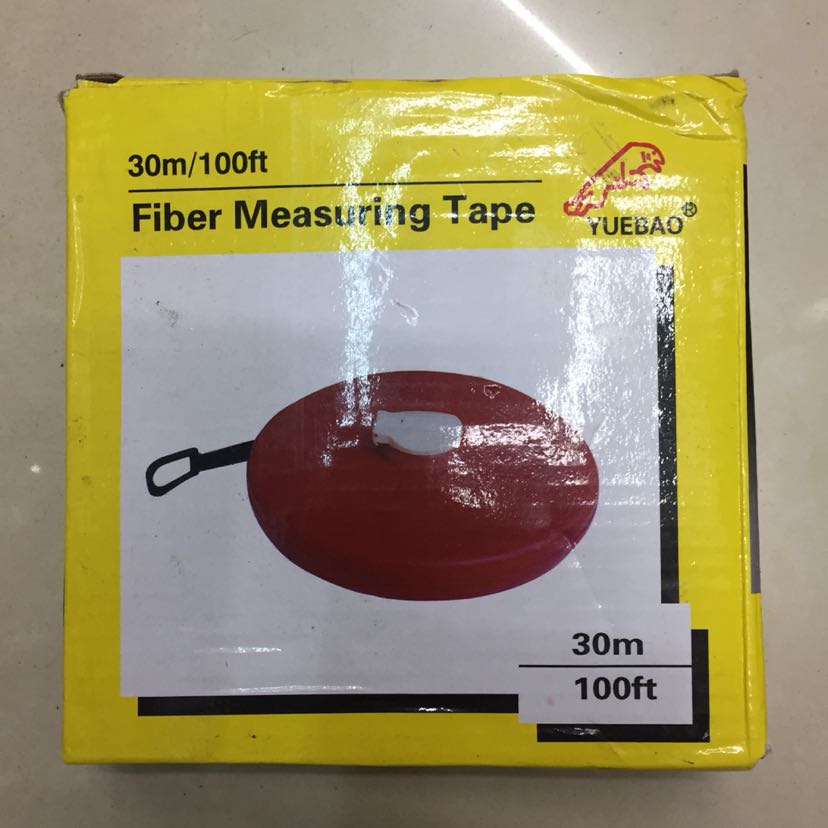 30m/100ft
Fiber Measuring Tape
YUEBAO®
30m
100ft